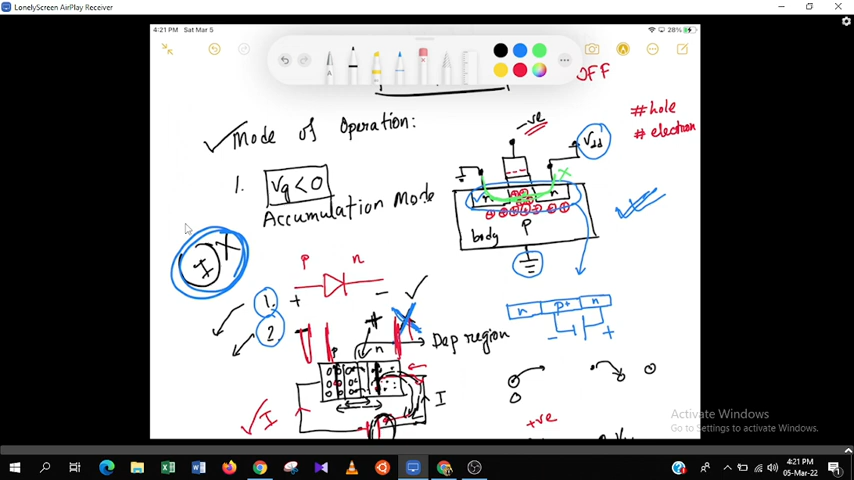 LonelyScreen AirPlay Receiver
4:21 PM Sat Mar 5
28%
OFF
Mode of Operation:
-ve
Vdd
# hole
# electron
1. Vg < 0
Accumulation Mode
n
n
body
P
I X
P n
+ -
1.
2
n P+ n
- +
n
Dep region
I
I
+ve
Activate Windows
Go to Settings to activate Windows.
4:21 PM
05-Mar-22